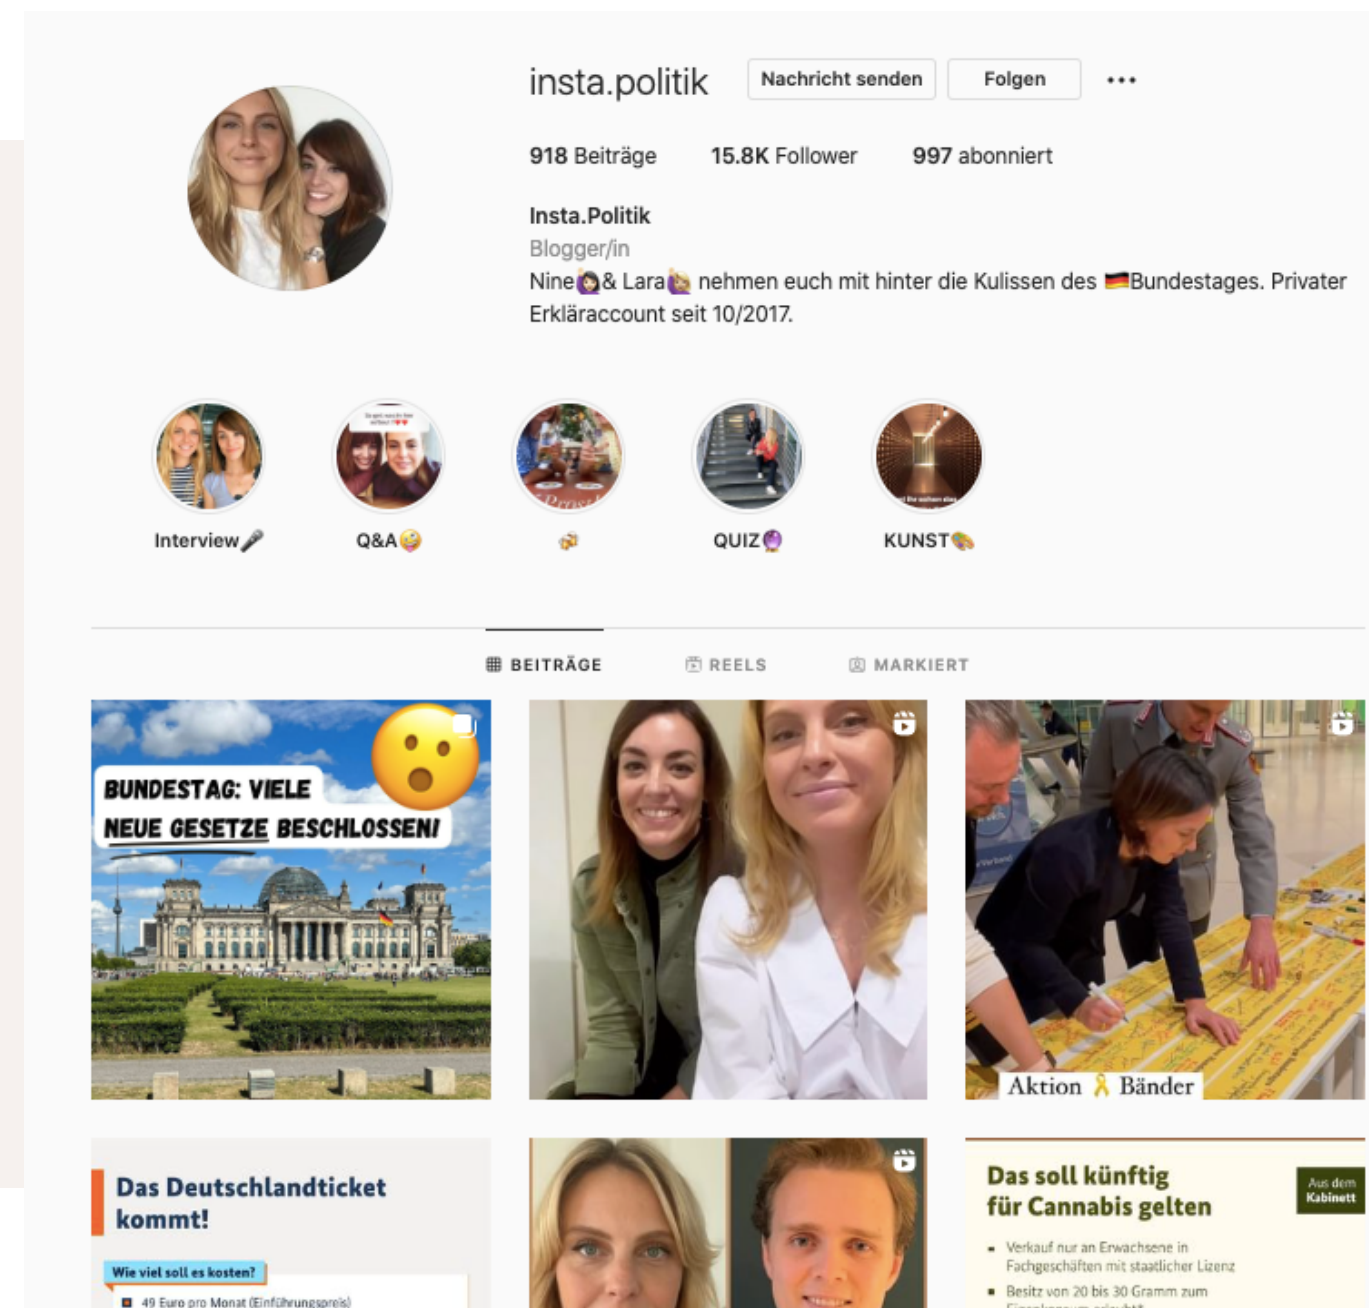 insta.politik
Nachricht senden
Folgen
918 Beiträge
15.8K Follower
997 abonniert
Insta.Politik
Blogger/in
Nine🙋🏻‍♀️& Lara🙋🏼‍♀️ nehmen euch mit hinter die Kulissen des 🇩🇪Bundestages. Privater
Erkläraccount seit 10/2017.
Interview🎤
Q&A🤪
🍻
QUIZ🔮
KUNST🎨
BEITRÄGE
REELS
MARKIERT
BUNDESTAG: VIELE
NEUE GESETZE BESCHLOSSEN!
Aktion 🎗 Bänder
Das Deutschlandticket
kommt!
Wie viel soll es kosten?
49 Euro pro Monat (Einführungspreis)
Das soll künftig
für Cannabis gelten
Aus dem
Kabinett
Verkauf nur an Erwachsene in
Fachgeschäften mit staatlicher Lizenz
Besitz von 20 bis 30 Gramm zum